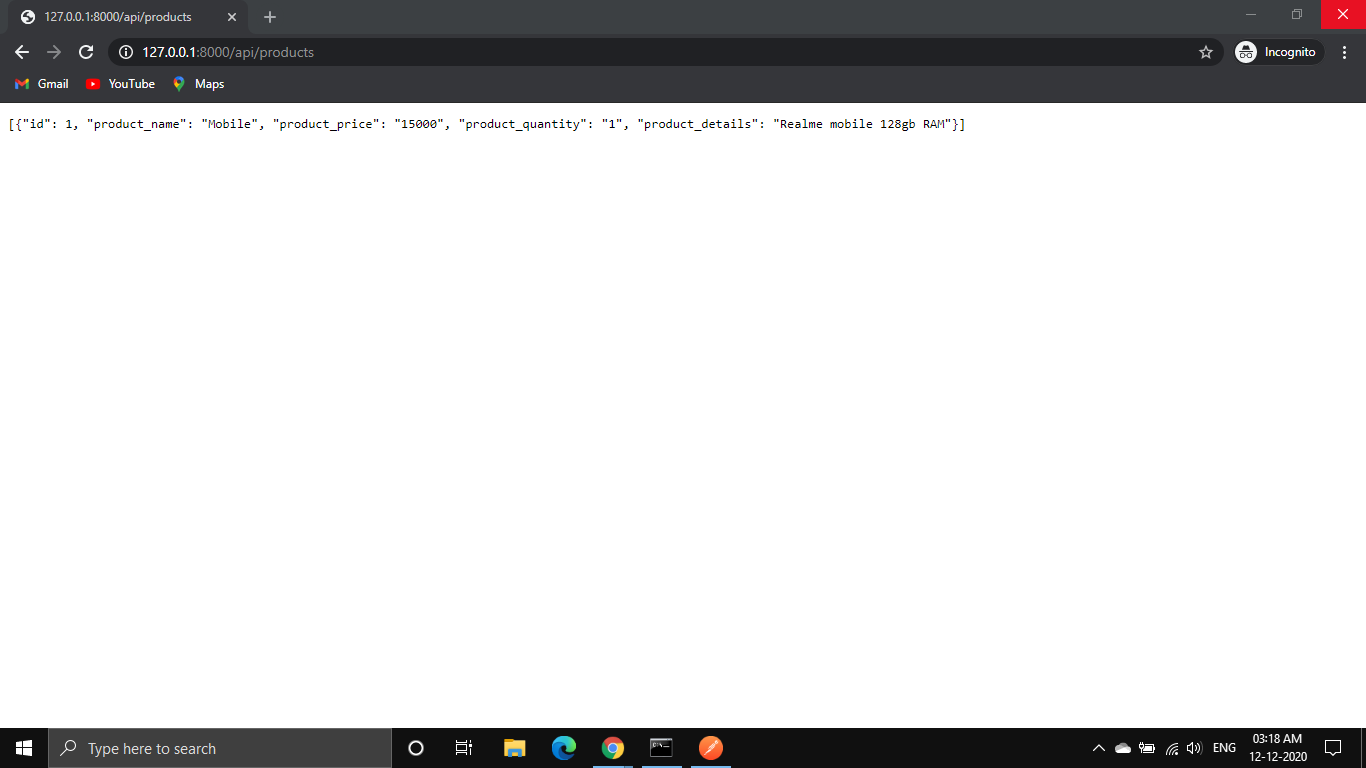 127.0.0.1:8000/api/products
127.0.0.1:8000/api/products
Incognito
Gmail YouTube Maps
[{"id": 1, "product_name": "Mobile", "product_price": "15000", "product_quantity": "1", "product_details": "Realme mobile 128gb RAM"}]
Type here to search
ENG
03:18 AM
12-12-2020